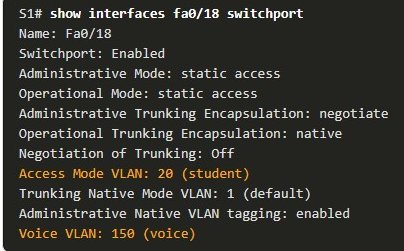 S1# show interfaces fa0/18 switchport
Name: Fa0/18
Switchport: Enabled
Administrative Mode: static access
Operational Mode: static access
Administrative Trunking Encapsulation: negotiate
Operational Trunking Encapsulation: native
Negotiation of Trunking: Off
Access Mode VLAN: 20 (student)
Trunking Native Mode VLAN: 1 (default)
Administrative Native VLAN tagging: enabled
Voice VLAN: 150 (voice)